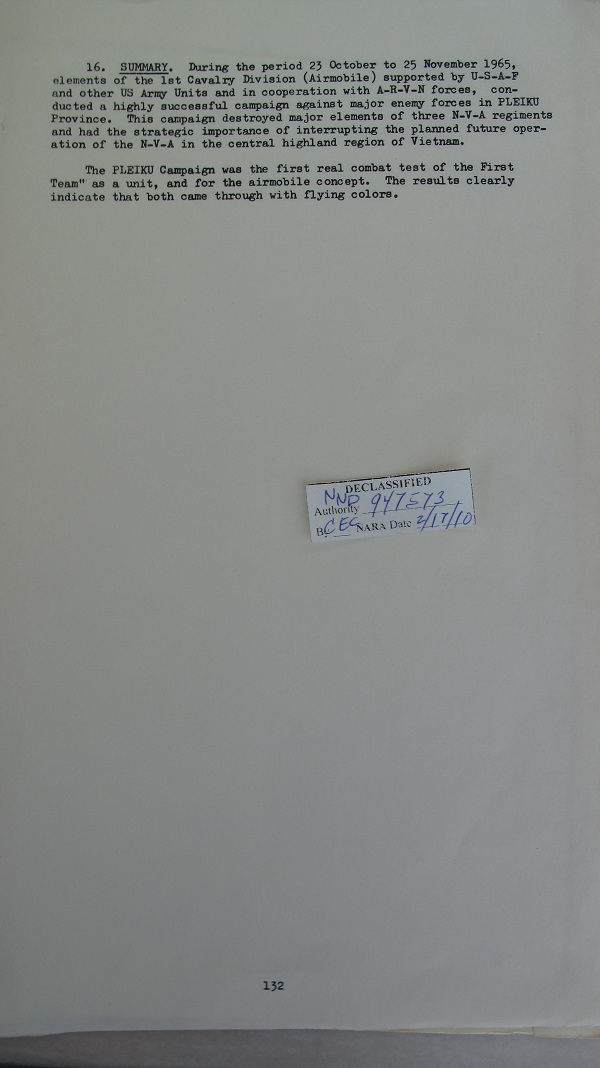 16. SUMMARY. During the period 23 October to 25 November 1965,
elements of the 1st Cavalry Division (Airmobile) supported by U-S-A-F
and other US Army Units and in cooperation with A-R-V-N forces, con-
ducted a highly successful campaign against major enemy forces in PLEIKU
Province. This campaign destroyed major elements of three N-V-A regiments
and had the strategic importance of interrupting the planned future oper-
ation of the N-V-A in the central highland region of Vietnam.
The PLEIKU Campaign was the first real combat test of the First
Team" as a unit, and for the airmobile concept. The results clearly
indicate that both came through with flying colors.
DECLASSIFIED
Authority NND 947573
By CEC NARA Date 2/17/10
132